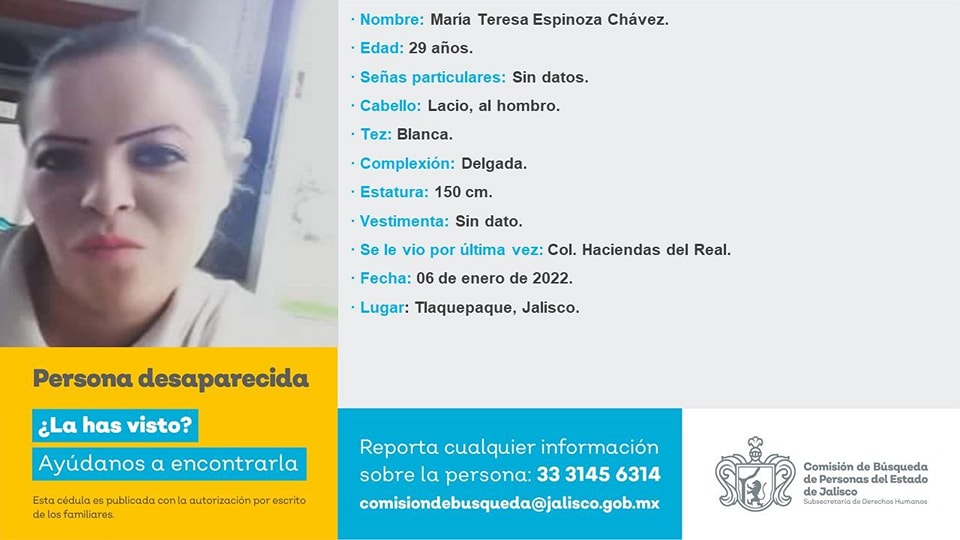 · Nombre: María Teresa Espinoza Chávez.
· Edad: 29 años.
· Señas particulares: Sin datos.
· Cabello: Lacio, al hombro.
· Tez: Blanca.
· Complexión: Delgada.
· Estatura: 150 cm.
· Vestimenta: Sin dato.
· Se le vio por última vez: Col. Haciendas del Real.
· Fecha: 06 de enero de 2022.
· Lugar: Tlaquepaque, Jalisco.
Persona desaparecida
¿La has visto?
Ayúdanos a encontrarla
Esta cédula es publicada con la autorización por escrito
de los familiares.
Reporta cualquier información
sobre la persona: 33 3145 6314
comisiondebusqueda@jalisco.gob.mx
Comisión de Búsqueda
de Personas del Estado
de Jalisco
Subsecretaría de Derechos Humanos